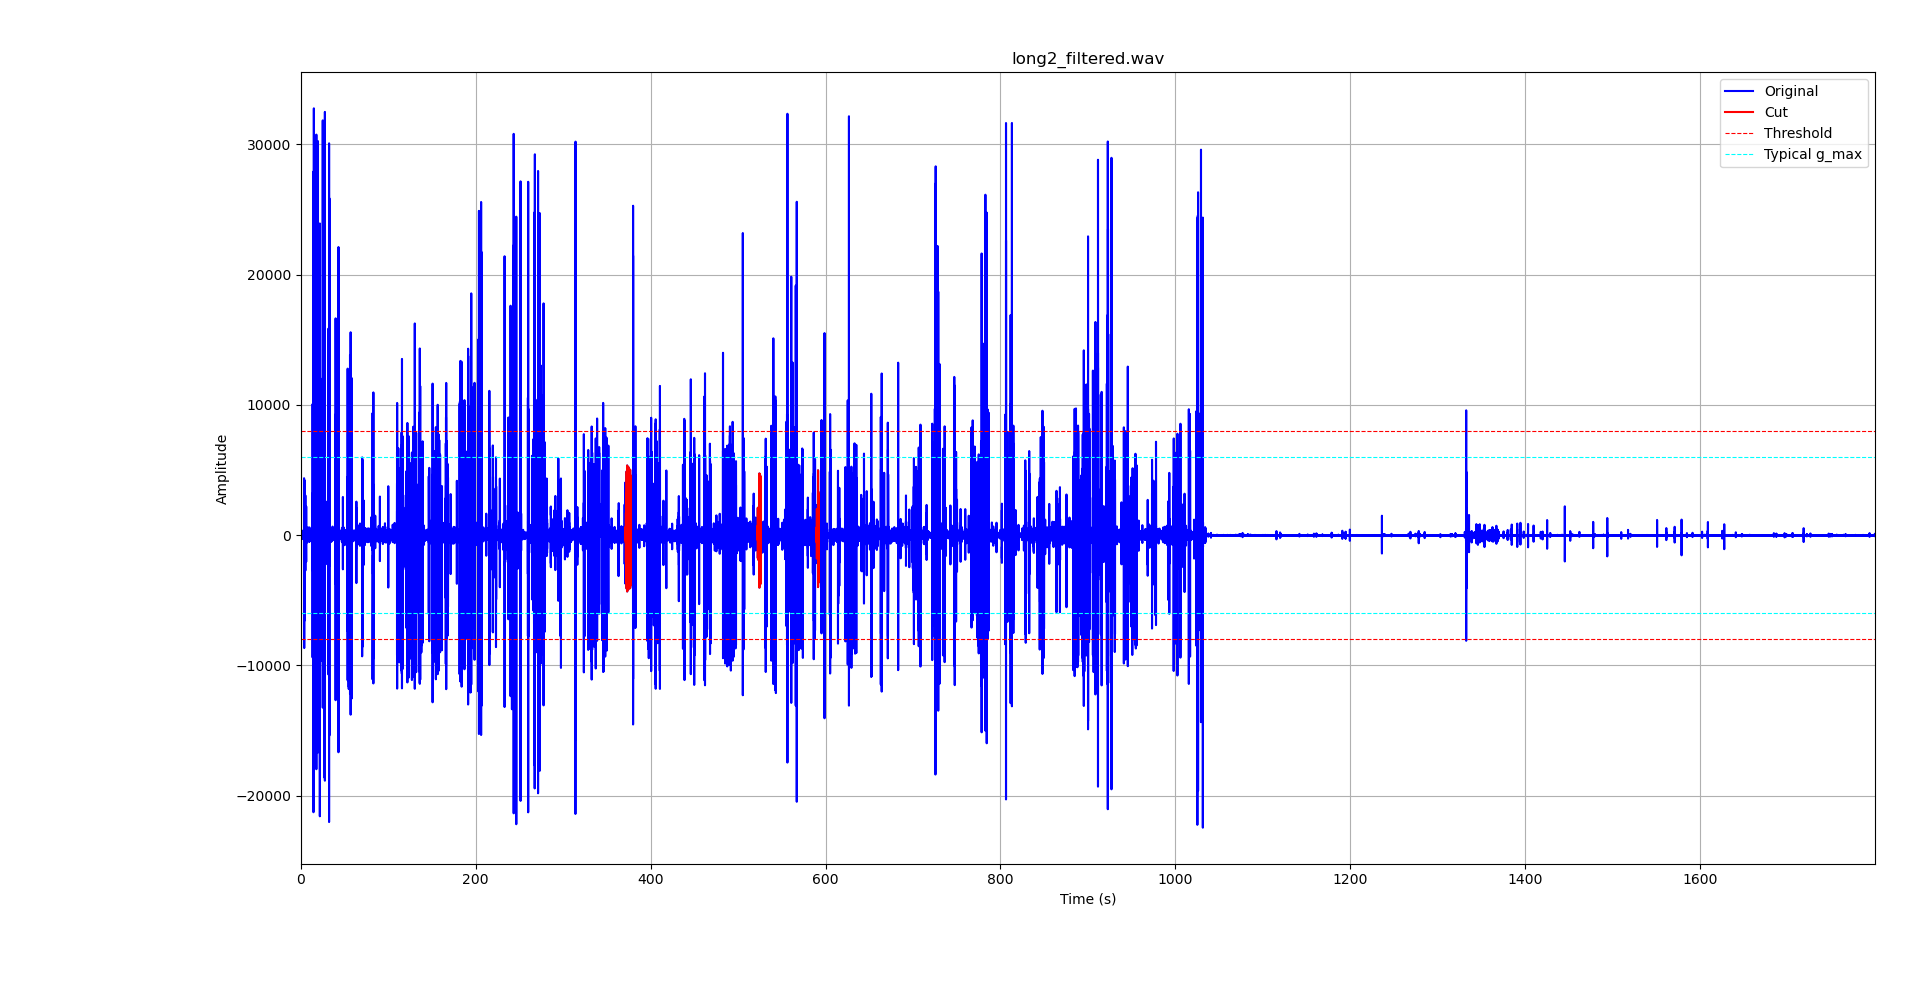 long2_filtered.wav
Original
Cut
Threshold
Typical g_max
30000
20000
10000
0
−10000
−20000
Amplitude
0 200 400 600 800 1000 1200 1400 1600
Time (s)